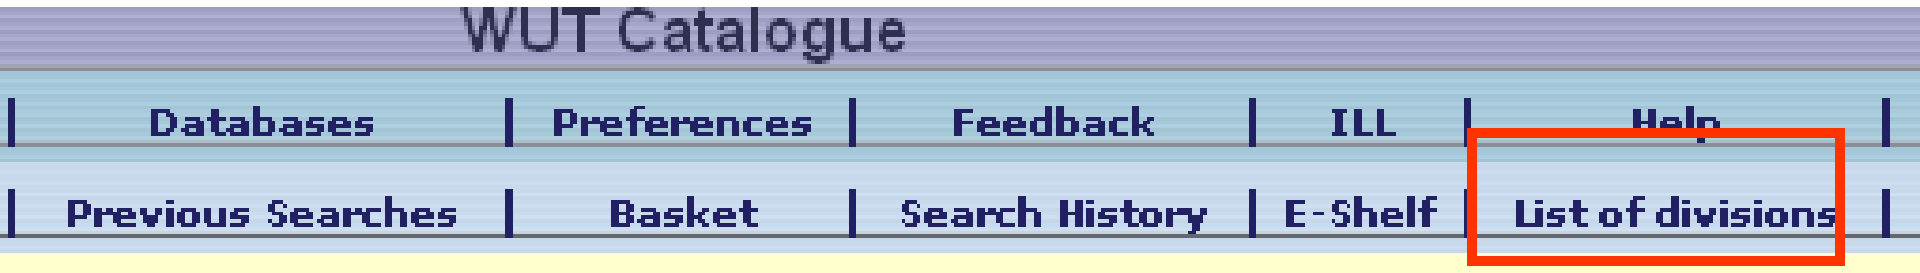 WUT Catalogue
Databases Preferences Feedback ILL Help
Previous Searches Basket Search History E-Shelf List of divisions